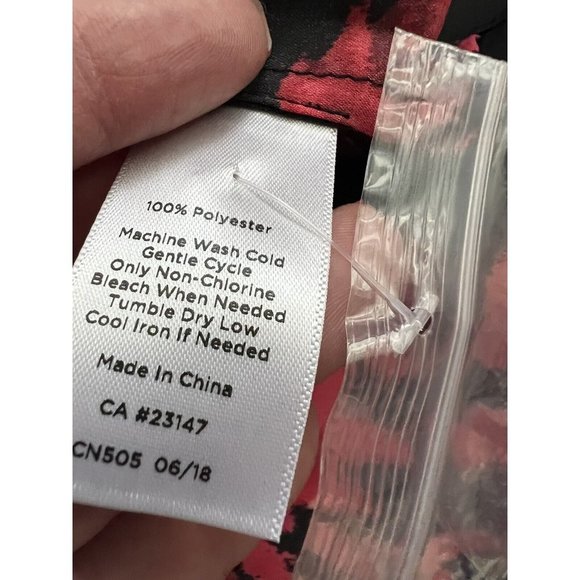 100% Polyester
Machine Wash Cold
Gentle Cycle
Only Non-Chlorine
Bleach When Needed
Tumble Dry Low
Cool Iron If Needed
Made In China
CA #23147
CN505 06/18